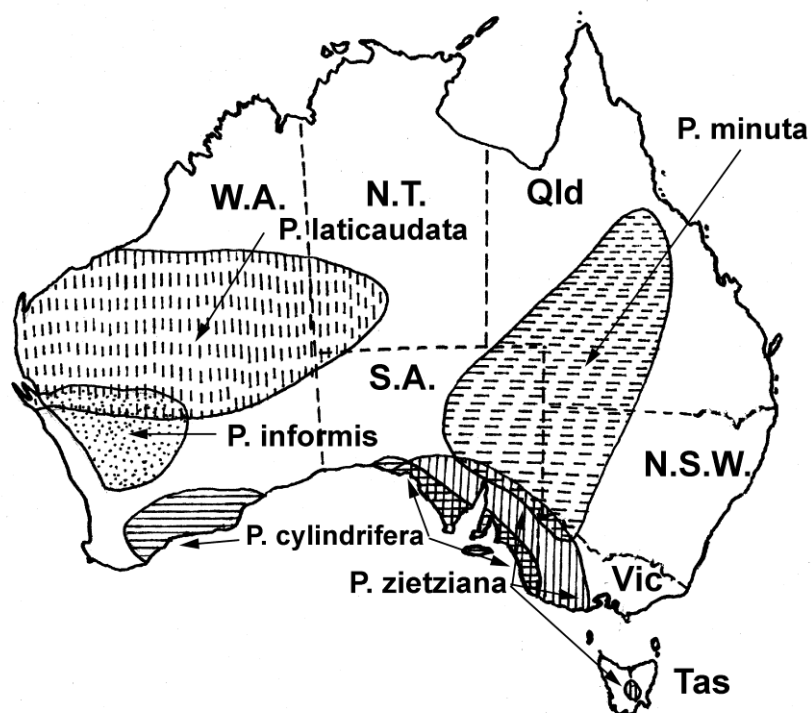 P. minuta
W.A.
N.T.
Qld
P. laticaudata
S.A.
P. informis
N.S.W.
P. cylindrifera
P. zietziana
Vic
Tas